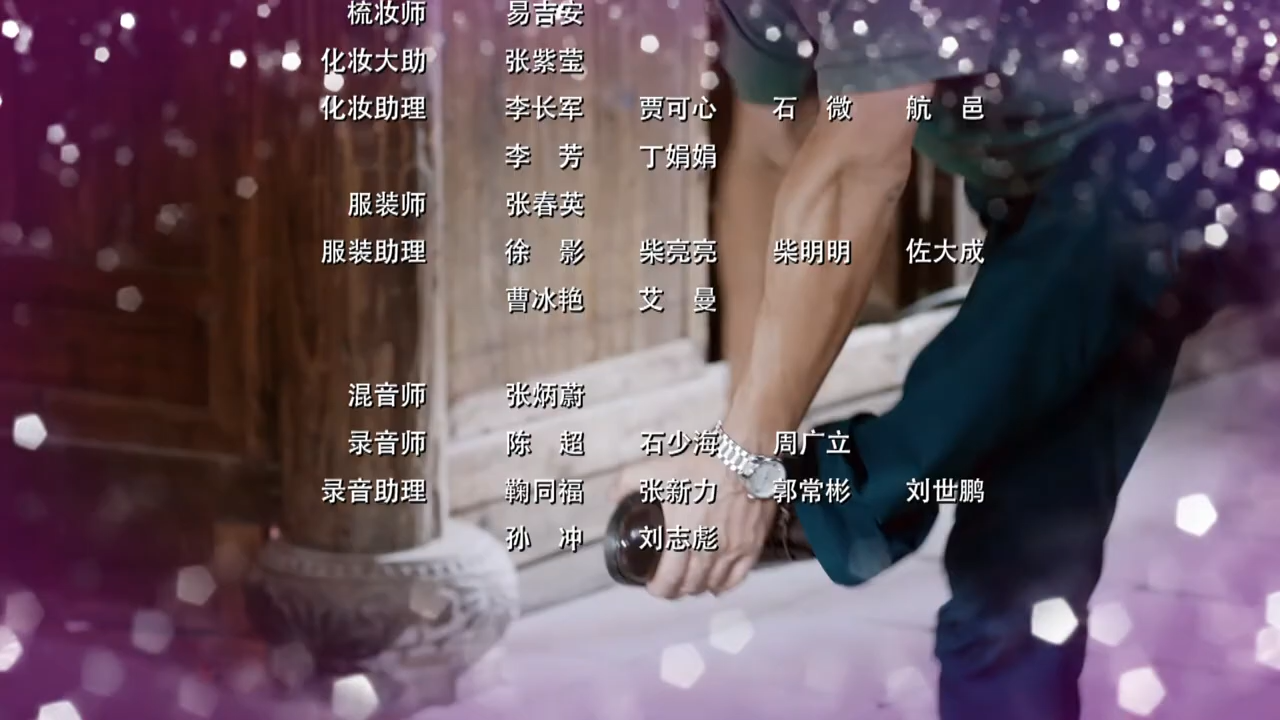 梳妆师 易吉安
化妆大助 张紫莹
化妆助理 李长军 贾可心 石 微 航 邑
李 芳 丁娟娟
服装师 张春英
服装助理 徐 影 柴亮亮 柴明明 佐大成
曹冰艳 艾 曼
混音师 张炳蔚
录音师 陈 超 石少海 周广立
录音助理 鞠同福 张新力 郭常彬 刘世鹏
孙 冲 刘志彪